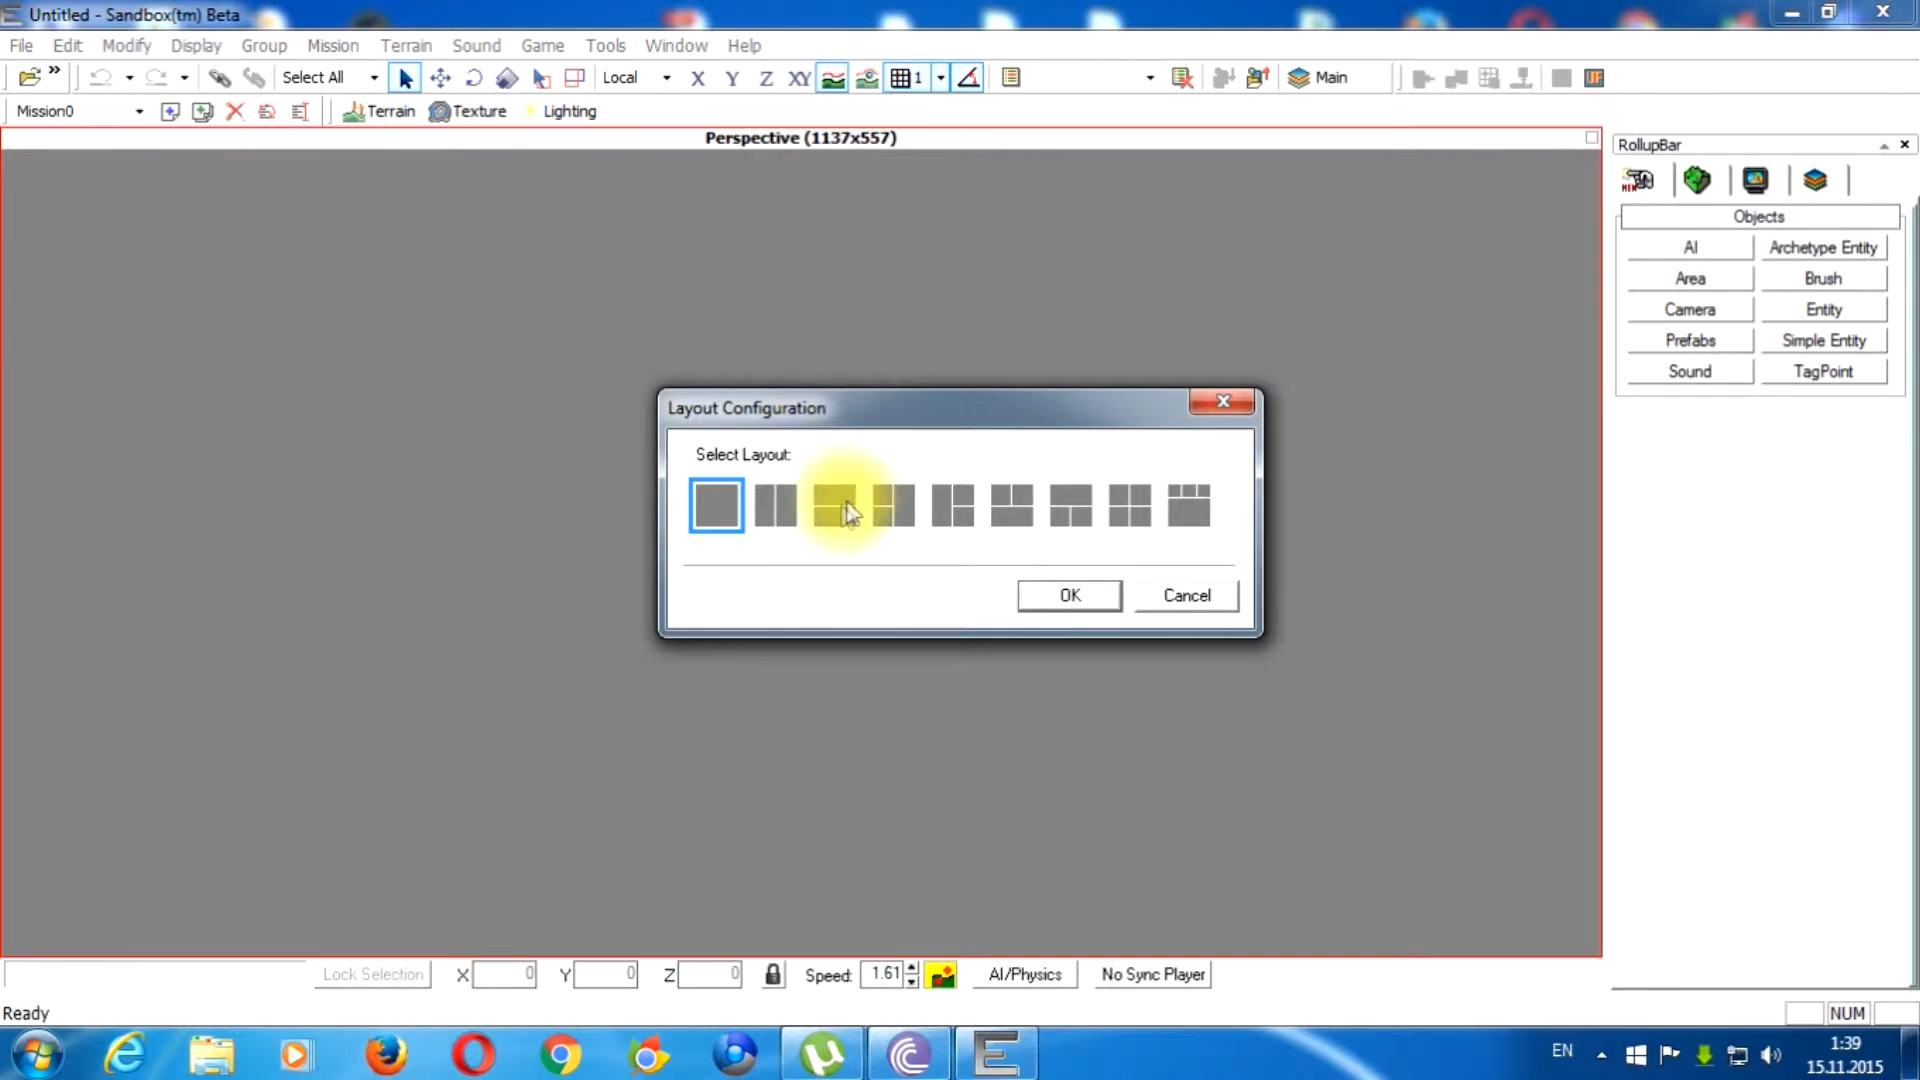 Untitled - Sandbox(tm) Beta
File Edit Modify Display Group Mission Terrain Sound Game Tools Window Help
Select All Local X Y Z XY 1 Main
Mission0 Terrain Texture Lighting
Perspective (1137x557)
RollupBar
NEW
Objects
AI Archetype Entity
Area Brush
Camera Entity
Prefabs Simple Entity
Sound TagPoint
Layout Configuration
Select Layout:
OK Cancel
Lock Selection X 0 Y 0 Z 0 Speed: 1.61 AI/Physics No Sync Player
Ready NUM
EN 1:39
15.11.2015